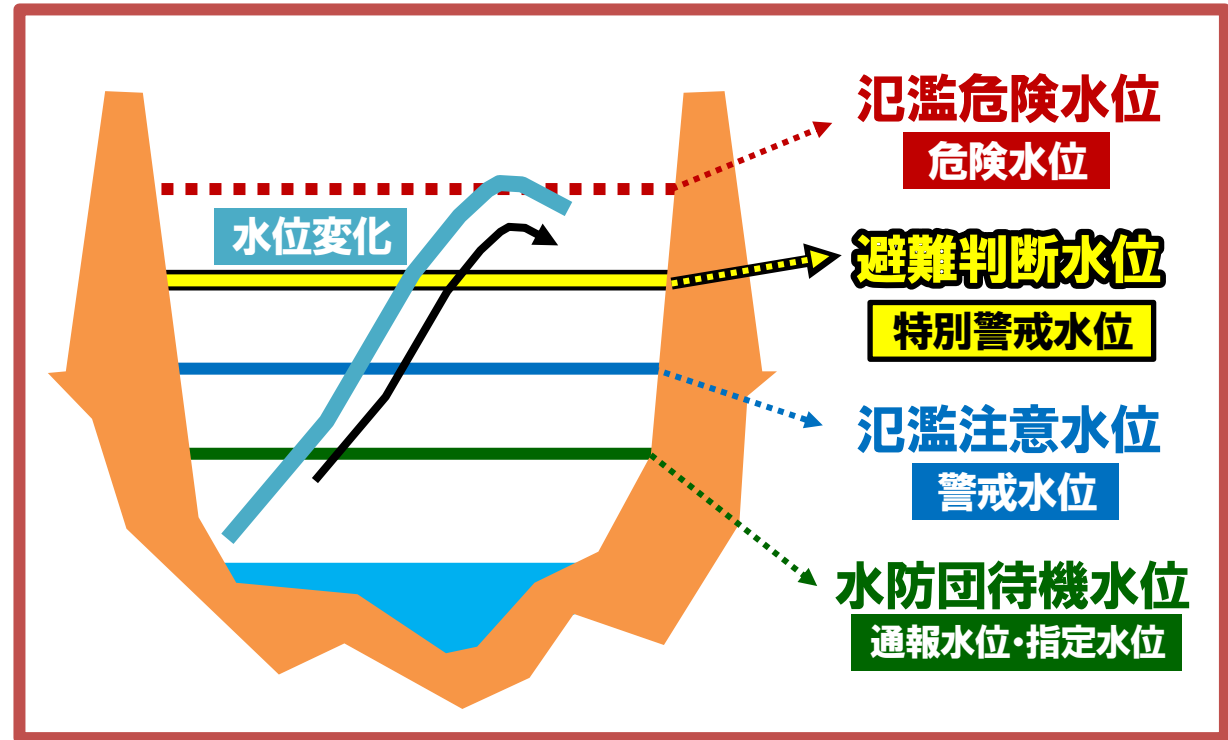 氾濫危険水位
危険水位
水位変化
避難判断水位
特別警戒水位
氾濫注意水位
警戒水位
水防団待機水位
通報水位・指定水位